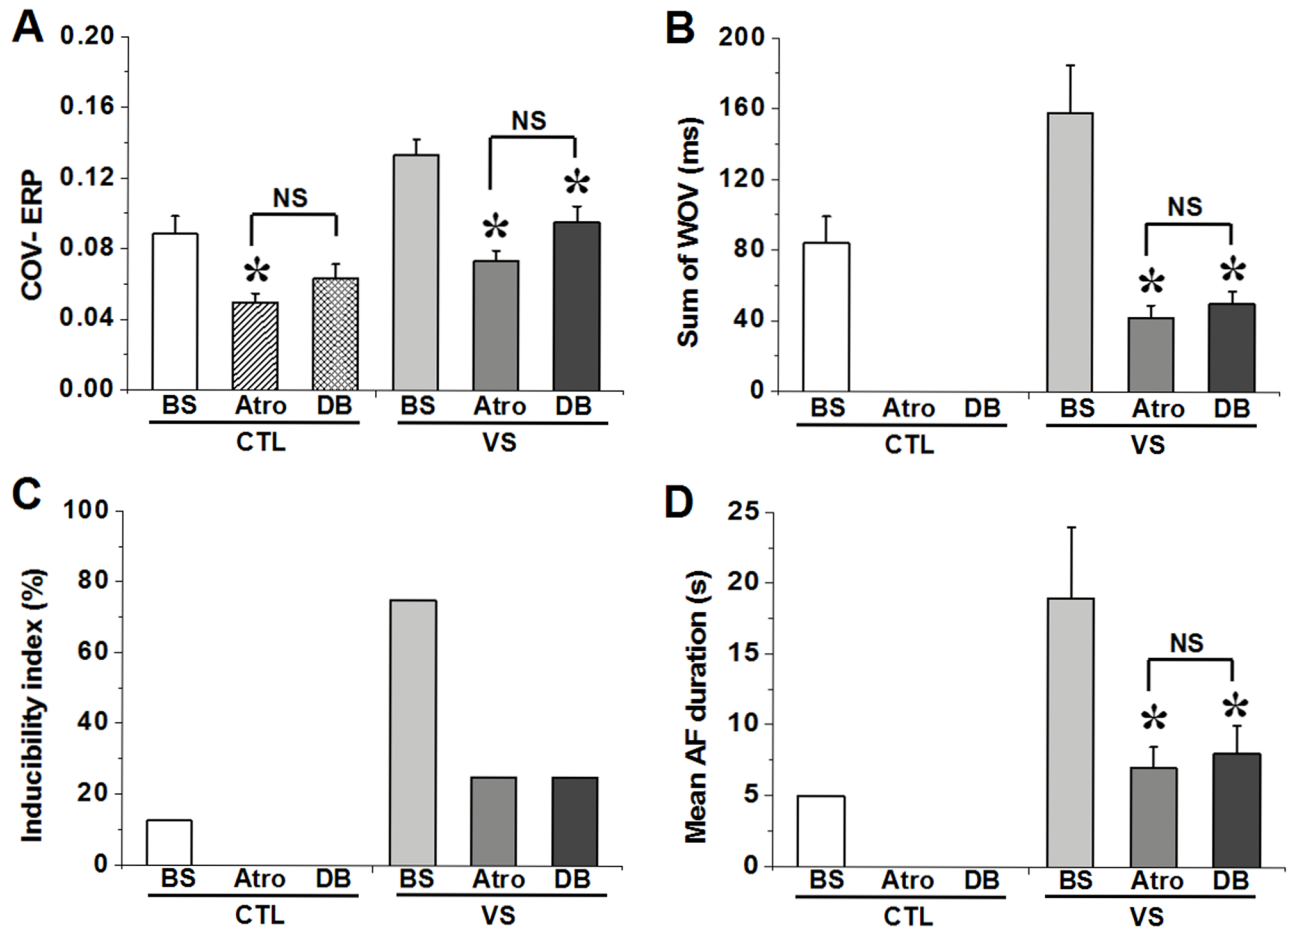 A
COV- ERP
0.20
0.16
0.12
0.08
0.04
0.00
NS
NS
*
*
*
BS Atro DB BS Atro DB
CTL VS
B
Sum of WOV (ms)
200
160
120
80
40
0
NS
*
*
BS Atro DB BS Atro DB
CTL VS
C
Inducibility index (%)
100
80
60
40
20
0
BS Atro DB BS Atro DB
CTL VS
D
Mean AF duration (s)
25
20
15
10
5
0
NS
*
*
BS Atro DB BS Atro DB
CTL VS